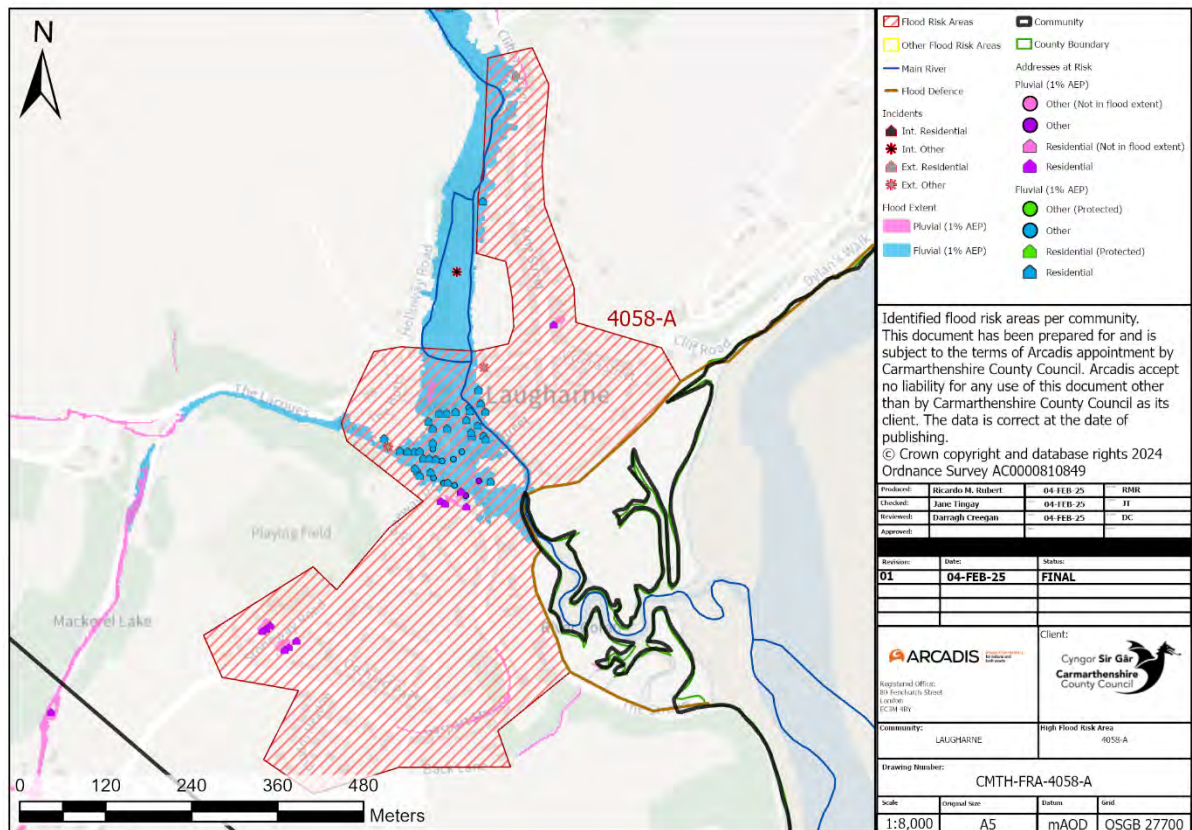 N
Holloway Road
4058-A
Dylan's Walk
Cliff Road
The Lacques
Laugharne
Playing Field
Mackerel Lake
Back Lane
0 120 240 360 480
Meters
Flood Risk Areas
Other Flood Risk Areas
Main River
Flood Defence
Incidents
Int. Residential
Int. Other
Ext. Residential
Ext. Other
Flood Extent
Pluvial (1% AEP)
Fluvial (1% AEP)
Community
County Boundary
Addresses at Risk
Pluvial (1% AEP)
Other (Not in flood extent)
Other
Residential (Not in flood extent)
Residential
Fluvial (1% AEP)
Other (Protected)
Other
Residential (Protected)
Residential
Identified flood risk areas per community.
This document has been prepared for and is
subject to the terms of Arcadis appointment by
Carmarthenshire County Council. Arcadis accept
no liability for any use of this document other
than by Carmarthenshire County Council as its
client. The data is correct at the date of
publishing.
© Crown copyright and database rights 2024
Ordnance Survey AC0000810849
Produced: Ricardo M. Rubert 04-FEB-25 RMR
Checked: Jane Tingay 04-FEB-25 JT
Reviewed: Darragh Creegan 04-FEB-25 DC
Approved:
Revision: Date: Status:
01 04-FEB-25 FINAL
ARCADIS
Registered Office:
80 Fenchurch Street
London
EC3M 4BY
Client:
Cyngor Sir Gâr
Carmarthenshire
County Council
Community:
LAUGHARNE
High Flood Risk Area
4058-A
Drawing Number:
CMTH-FRA-4058-A
Scale Original Size Datum Grid
1:8,000 A5 mAOD OSGB 27700